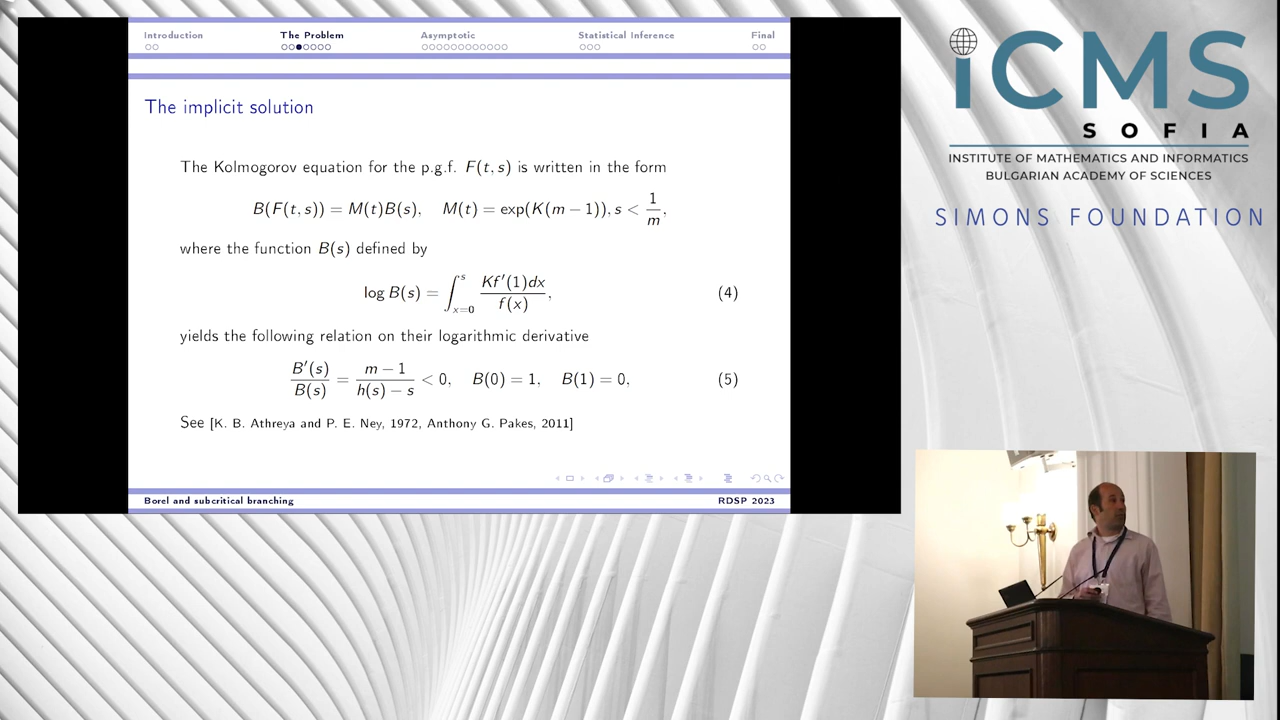 Introduction
The Problem
Asymptotic
Statistical Inference
Final
The implicit solution
The Kolmogorov equation for the p.g.f. F(t, s) is written in the form
B(F(t, s)) = M(t)B(s), M(t) = exp(K(m − 1)), s < 1/m,
where the function B(s) defined by
log B(s) = ∫_{x=0}^{s} Kf′(1)dx / f(x), (4)
yields the following relation on their logarithmic derivative
B′(s)/B(s) = (m − 1)/(h(s) − s) < 0, B(0) = 1, B(1) = 0, (5)
See [K. B. Athreya and P. E. Ney, 1972, Anthony G. Pakes, 2011]
Borel and subcritical branching
RDSP 2023
iCMS
SOFIA
INSTITUTE OF MATHEMATICS AND INFORMATICS
BULGARIAN ACADEMY OF SCIENCES
SIMONS FOUNDATION